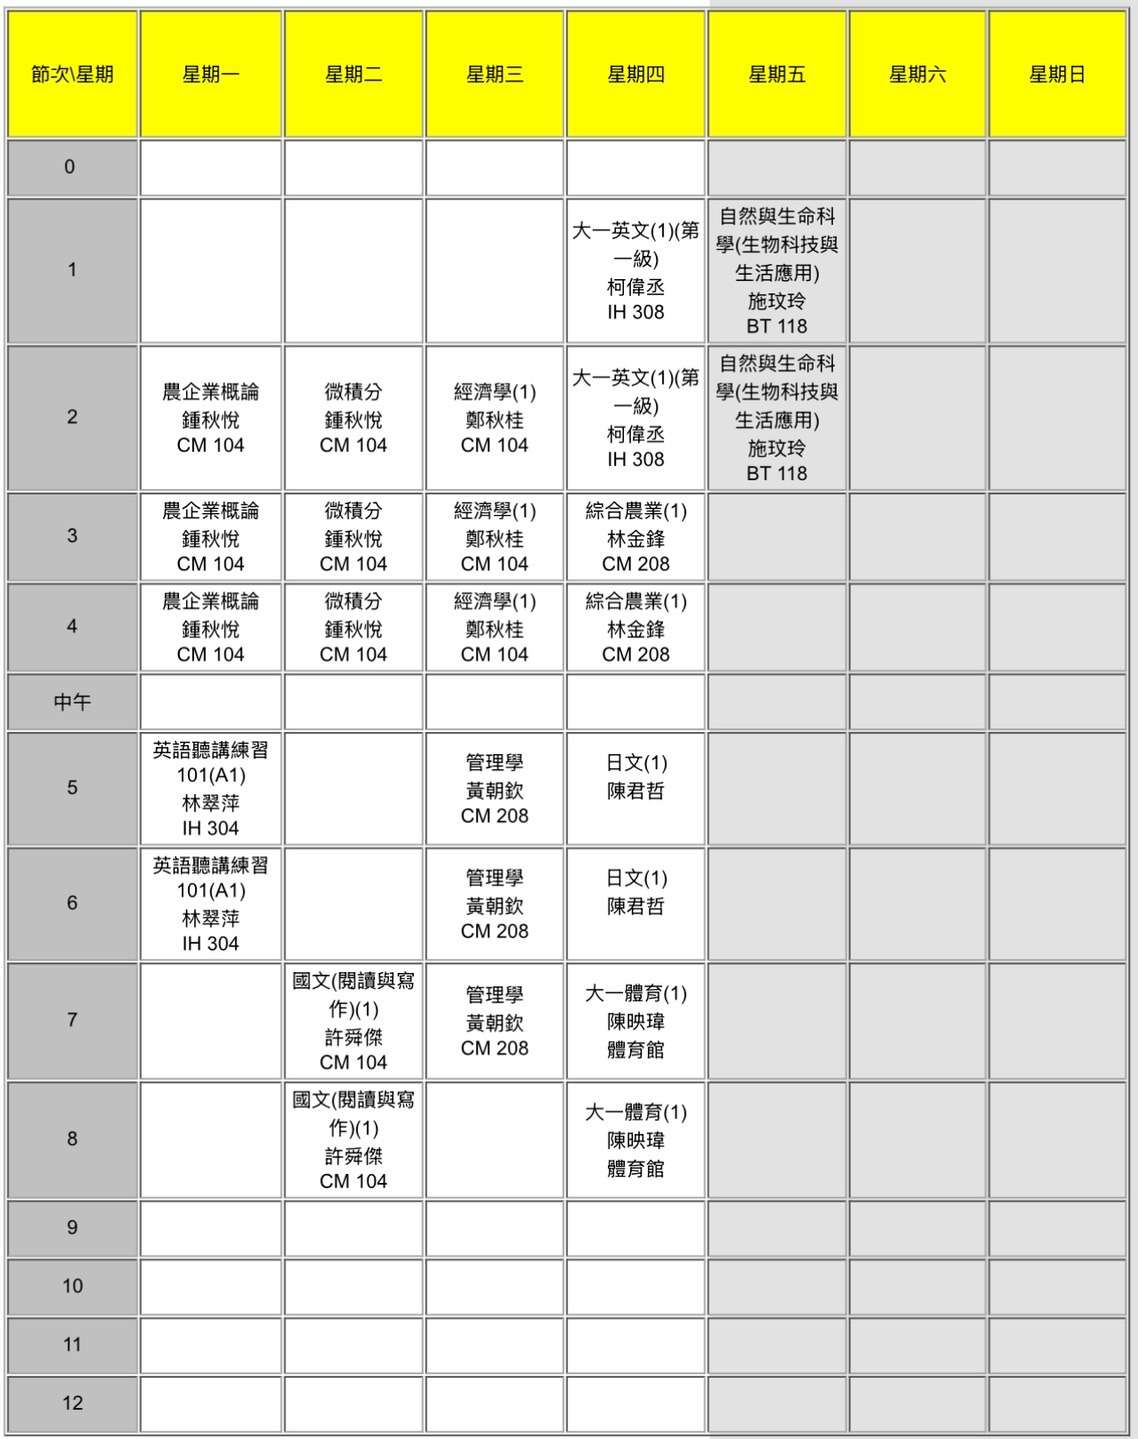 節次\星期 星期一 星期二 星期三 星期四 星期五 星期六 星期日
0
1
大一英文(1)(第
一級)
柯偉丞
IH 308
自然與生命科
學(生物科技與
生活應用)
施玟玲
BT 118
2
農企業概論
鍾秋悅
CM 104
微積分
鍾秋悅
CM 104
經濟學(1)
鄭秋桂
CM 104
大一英文(1)(第
一級)
柯偉丞
IH 308
自然與生命科
學(生物科技與
生活應用)
施玟玲
BT 118
3
農企業概論
鍾秋悅
CM 104
微積分
鍾秋悅
CM 104
經濟學(1)
鄭秋桂
CM 104
綜合農業(1)
林金鋒
CM 208
4
農企業概論
鍾秋悅
CM 104
微積分
鍾秋悅
CM 104
經濟學(1)
鄭秋桂
CM 104
綜合農業(1)
林金鋒
CM 208
中午
5
英語聽講練習
101(A1)
林翠萍
IH 304
管理學
黃朝欽
CM 208
日文(1)
陳君哲
6
英語聽講練習
101(A1)
林翠萍
IH 304
管理學
黃朝欽
CM 208
日文(1)
陳君哲
7
國文(閱讀與寫
作)(1)
許舜傑
CM 104
管理學
黃朝欽
CM 208
大一體育(1)
陳映瑋
體育館
8
國文(閱讀與寫
作)(1)
許舜傑
CM 104
大一體育(1)
陳映瑋
體育館
9
10
11
12